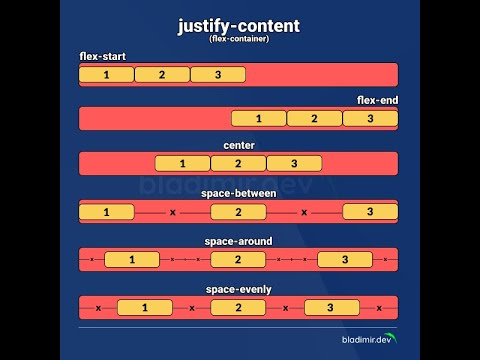 justify-content
(flex-container)
flex-start
1 2 3
flex-end
1 2 3
center
1 2 3
bladimir.dev
space-between
1 x 2 x 3
space-around
x 1 x x 2 x x 3 x
space-evenly
x 1 x 2 x 3 x
bladimir.dev